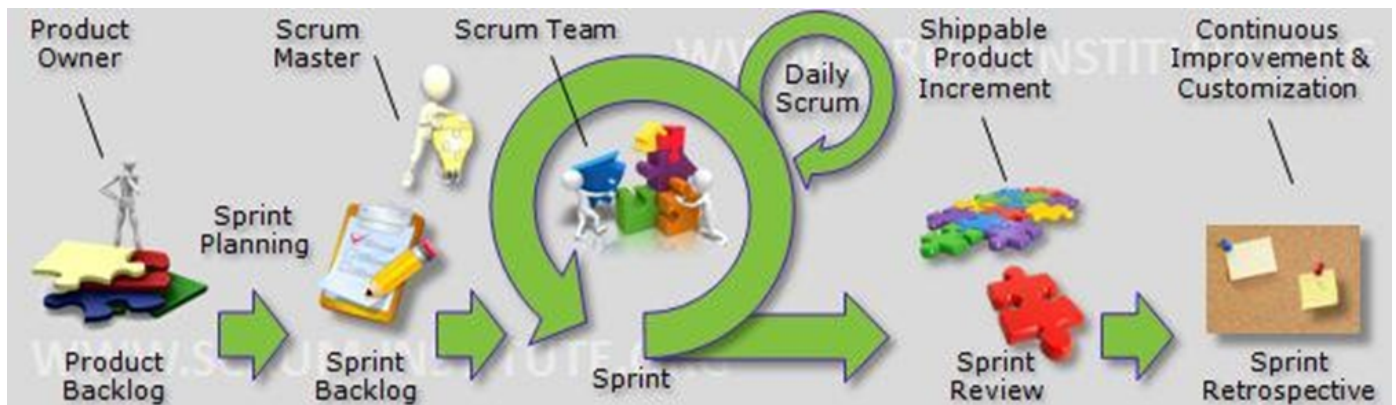 Product
Owner
Scrum
Master
Scrum Team
Daily
Scrum
Shippable
Product
Increment
Continuous
Improvement &
Customization
Sprint
Planning
Product
Backlog
Sprint
Backlog
Sprint
Sprint
Review
Sprint
Retrospective